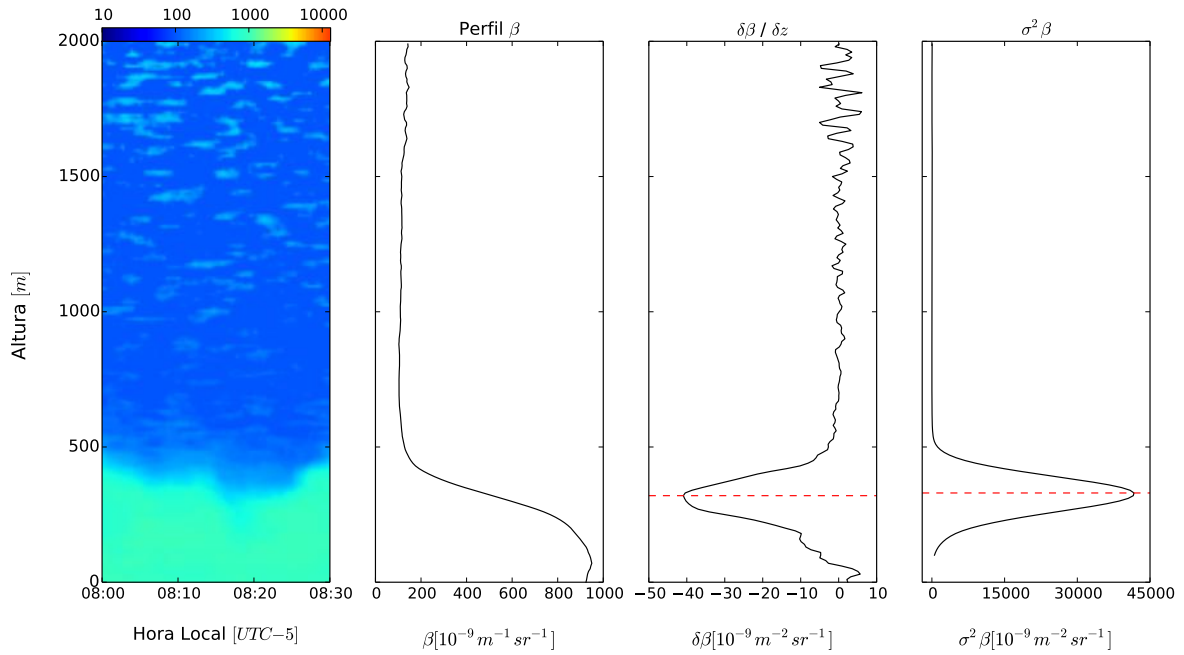 10 100 1000 10000
Perfil β
δβ / δz
σ² β
2000
1500
1000
500
0
Altura [m]
08:00 08:10 08:20 08:30
0 200 400 600 800 1000
−50 −40 −30 −20 −10 0 10
0 15000 30000 45000
Hora Local [UTC−5]
β[10⁻⁹ m⁻¹ sr⁻¹]
δβ[10⁻⁹ m⁻² sr⁻¹]
σ² β[10⁻⁹ m⁻² sr⁻¹]